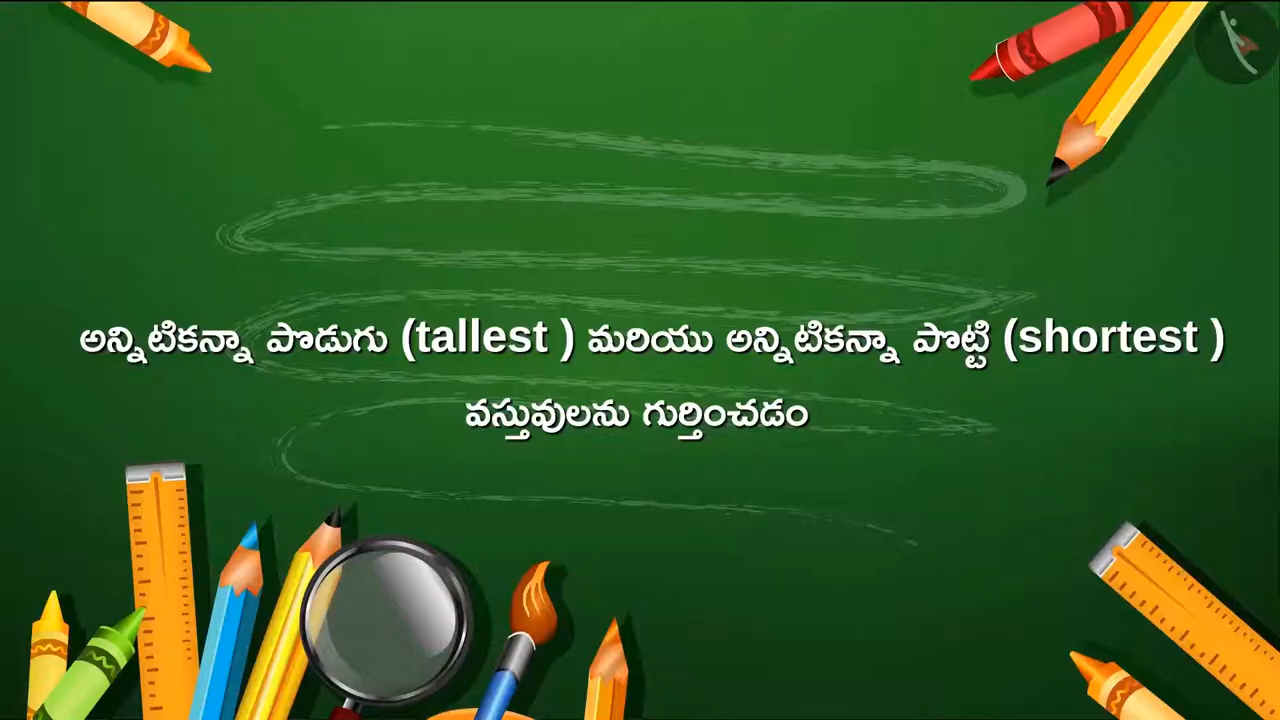 అన్నిటికన్నా పొడుగు (tallest ) మరియు అన్నిటికన్నా పొట్టి (shortest )
వస్తువులను గుర్తించడం